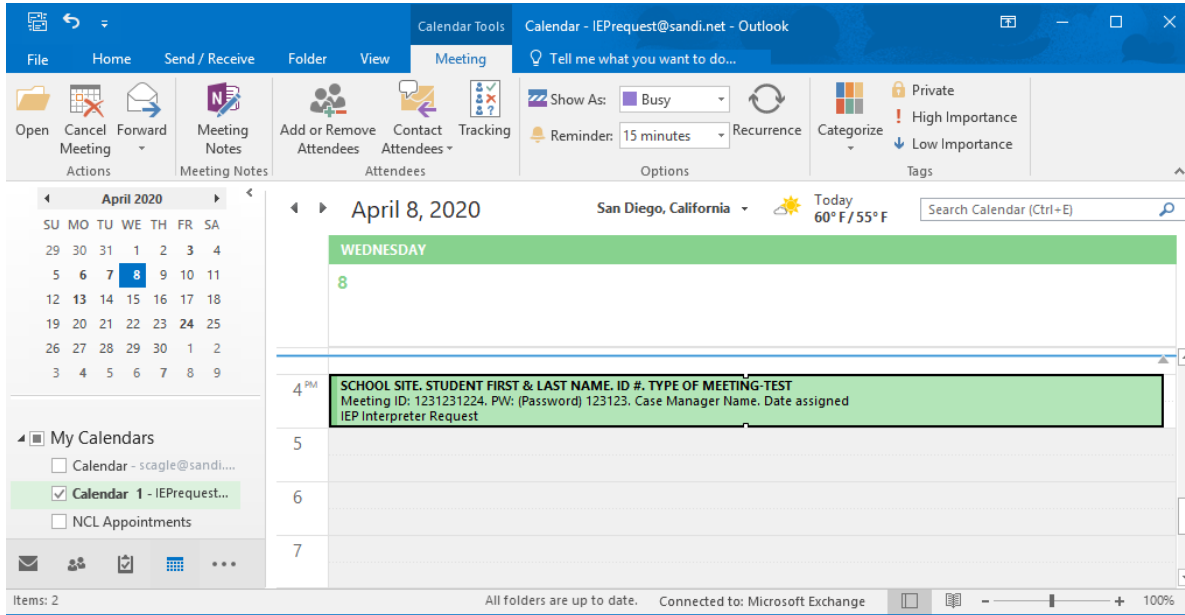 Calendar Tools
Calendar - IEPrequest@sandi.net - Outlook
File Home Send / Receive Folder View Meeting Tell me what you want to do...
Open
Cancel Meeting
Forward
Actions
Meeting Notes
Meeting Notes
Add or Remove Attendees
Contact Attendees
Tracking
Attendees
Show As: Busy
Reminder: 15 minutes
Recurrence
Options
Categorize
Private
! High Importance
Low Importance
Tags
April 2020
SU MO TU WE TH FR SA
29 30 31 1 2 3 4
5 6 7 8 9 10 11
12 13 14 15 16 17 18
19 20 21 22 23 24 25
26 27 28 29 30 1 2
3 4 5 6 7 8 9
My Calendars
Calendar - scagle@sandi....
Calendar 1 - IEPrequest...
NCL Appointments
April 8, 2020
San Diego, California
Today
60° F / 55° F
Search Calendar (Ctrl+E)
WEDNESDAY
8
4 PM
SCHOOL SITE. STUDENT FIRST & LAST NAME. ID #. TYPE OF MEETING-TEST
Meeting ID: 1231231224. PW: (Password) 123123. Case Manager Name. Date assigned
IEP Interpreter Request
5
6
7
Items: 2
All folders are up to date. Connected to: Microsoft Exchange
100%